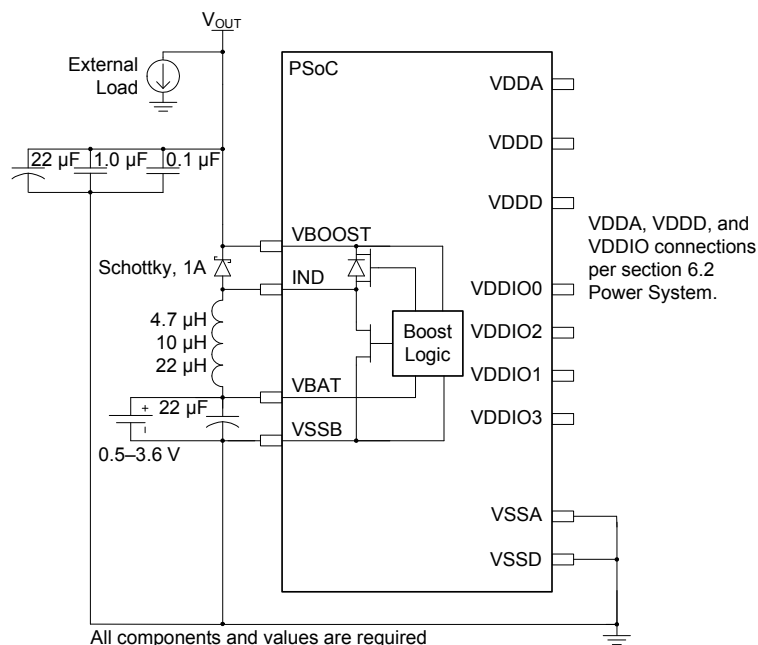 VOUT
External
Load
PSoC
VDDA
22 µF 1.0 µF 0.1 µF
VDDD
VDDD
VDDA, VDDD, and
VDDIO connections
per section 6.2
Power System.
VBOOST
Schottky, 1A
IND
VDDIO0
4.7 µH
10 µH
22 µH
Boost
Logic
VDDIO2
VDDIO1
VBAT
22 µF
+
-
VDDIO3
VSSB
0.5–3.6 V
VSSA
VSSD
All components and values are required